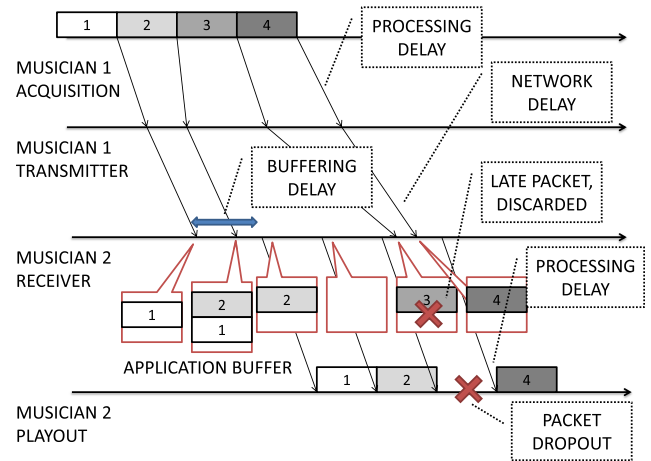 1 2 3 4
PROCESSING
DELAY
MUSICIAN 1
ACQUISITION
NETWORK
DELAY
MUSICIAN 1
TRANSMITTER
BUFFERING
DELAY
LATE PACKET,
DISCARDED
MUSICIAN 2
RECEIVER
PROCESSING
DELAY
1
2
1
2
3
4
APPLICATION BUFFER
1 2 4
MUSICIAN 2
PLAYOUT
PACKET
DROPOUT